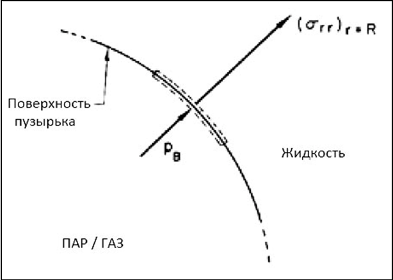 (σrr)r=R
Поверхность
пузырька
pB
Жидкость
ПАР / ГАЗ